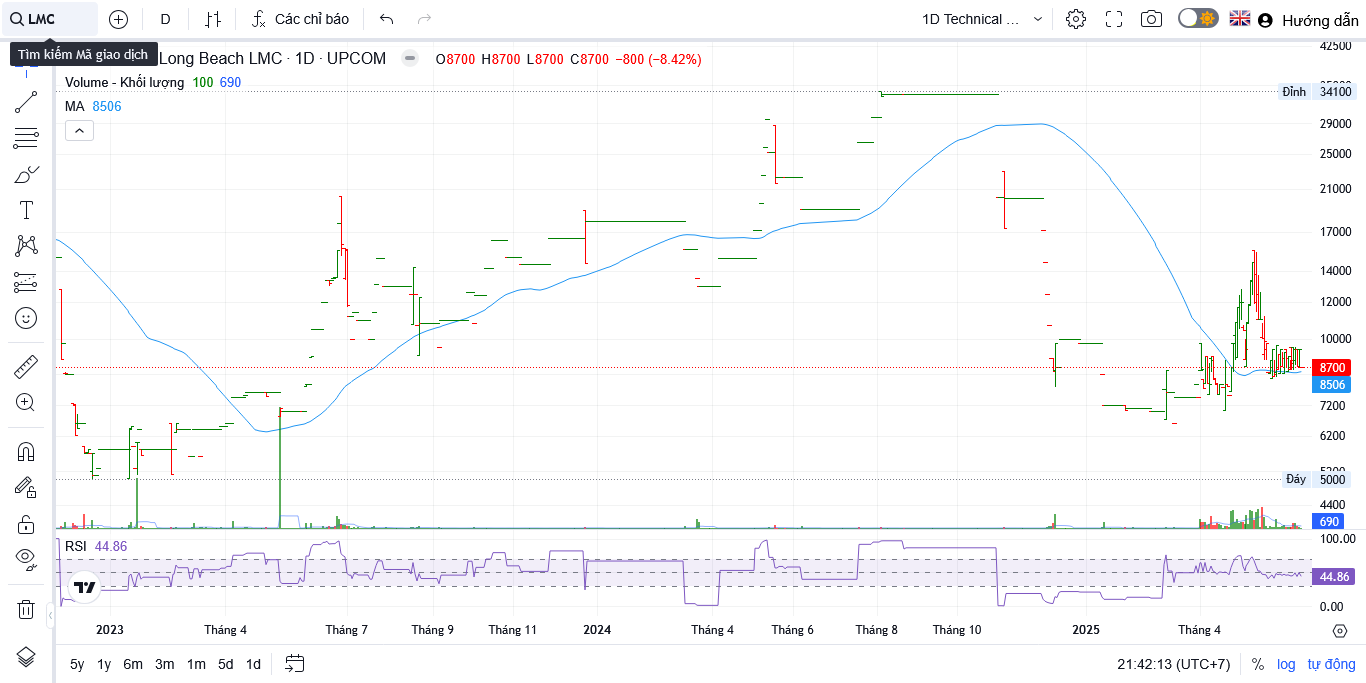 LMC D Các chỉ báo 1D Technical ... Hướng dẫn
Tìm kiếm Mã giao dịch
Long Beach LMC · 1D · UPCOM O8700 H8700 L8700 C8700 −800 (−8.42%)
Volume - Khối lượng 100 690
MA 8506
42500
Đỉnh 34100
29000
25000
21000
17000
14000
12000
10000
8700
8506
7200
6200
Đáy 5000
4400
690
100.00
RSI 44.86
44.86
0.00
2023 Tháng 4 Tháng 7 Tháng 9 Tháng 11 2024 Tháng 4 Tháng 6 Tháng 8 Tháng 10 2025 Tháng 4
5y 1y 6m 3m 1m 5d 1d 21:42:13 (UTC+7) % log tự động